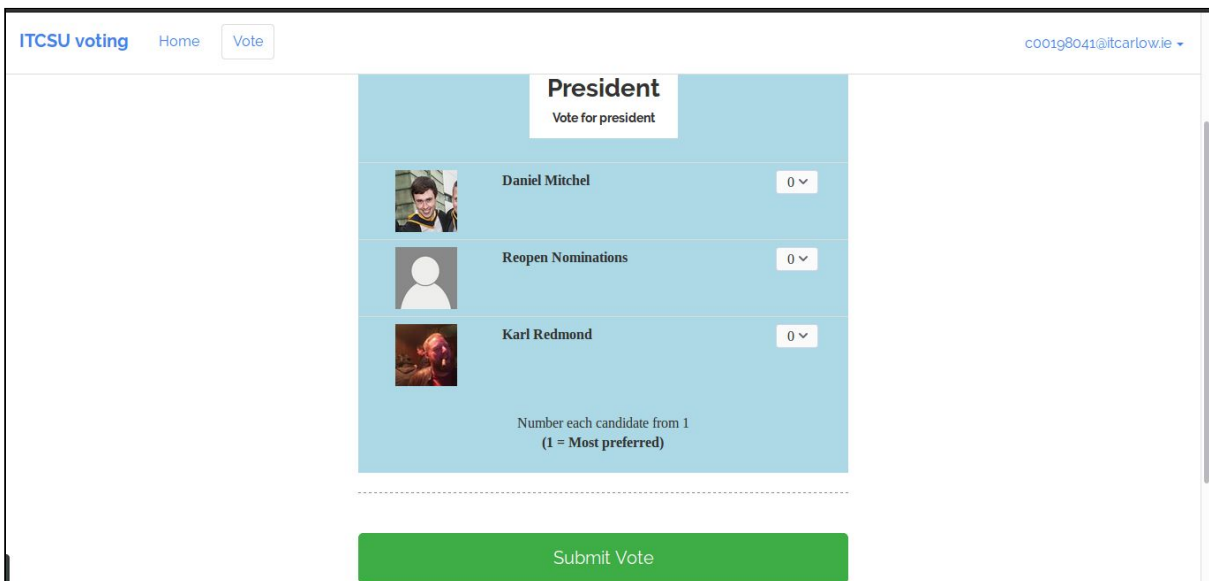 ITCSU voting Home Vote c00198041@itcarlow.ie
President
Vote for president
Daniel Mitchel 0
Reopen Nominations 0
Karl Redmond 0
Number each candidate from 1
(1 = Most preferred)
Submit Vote